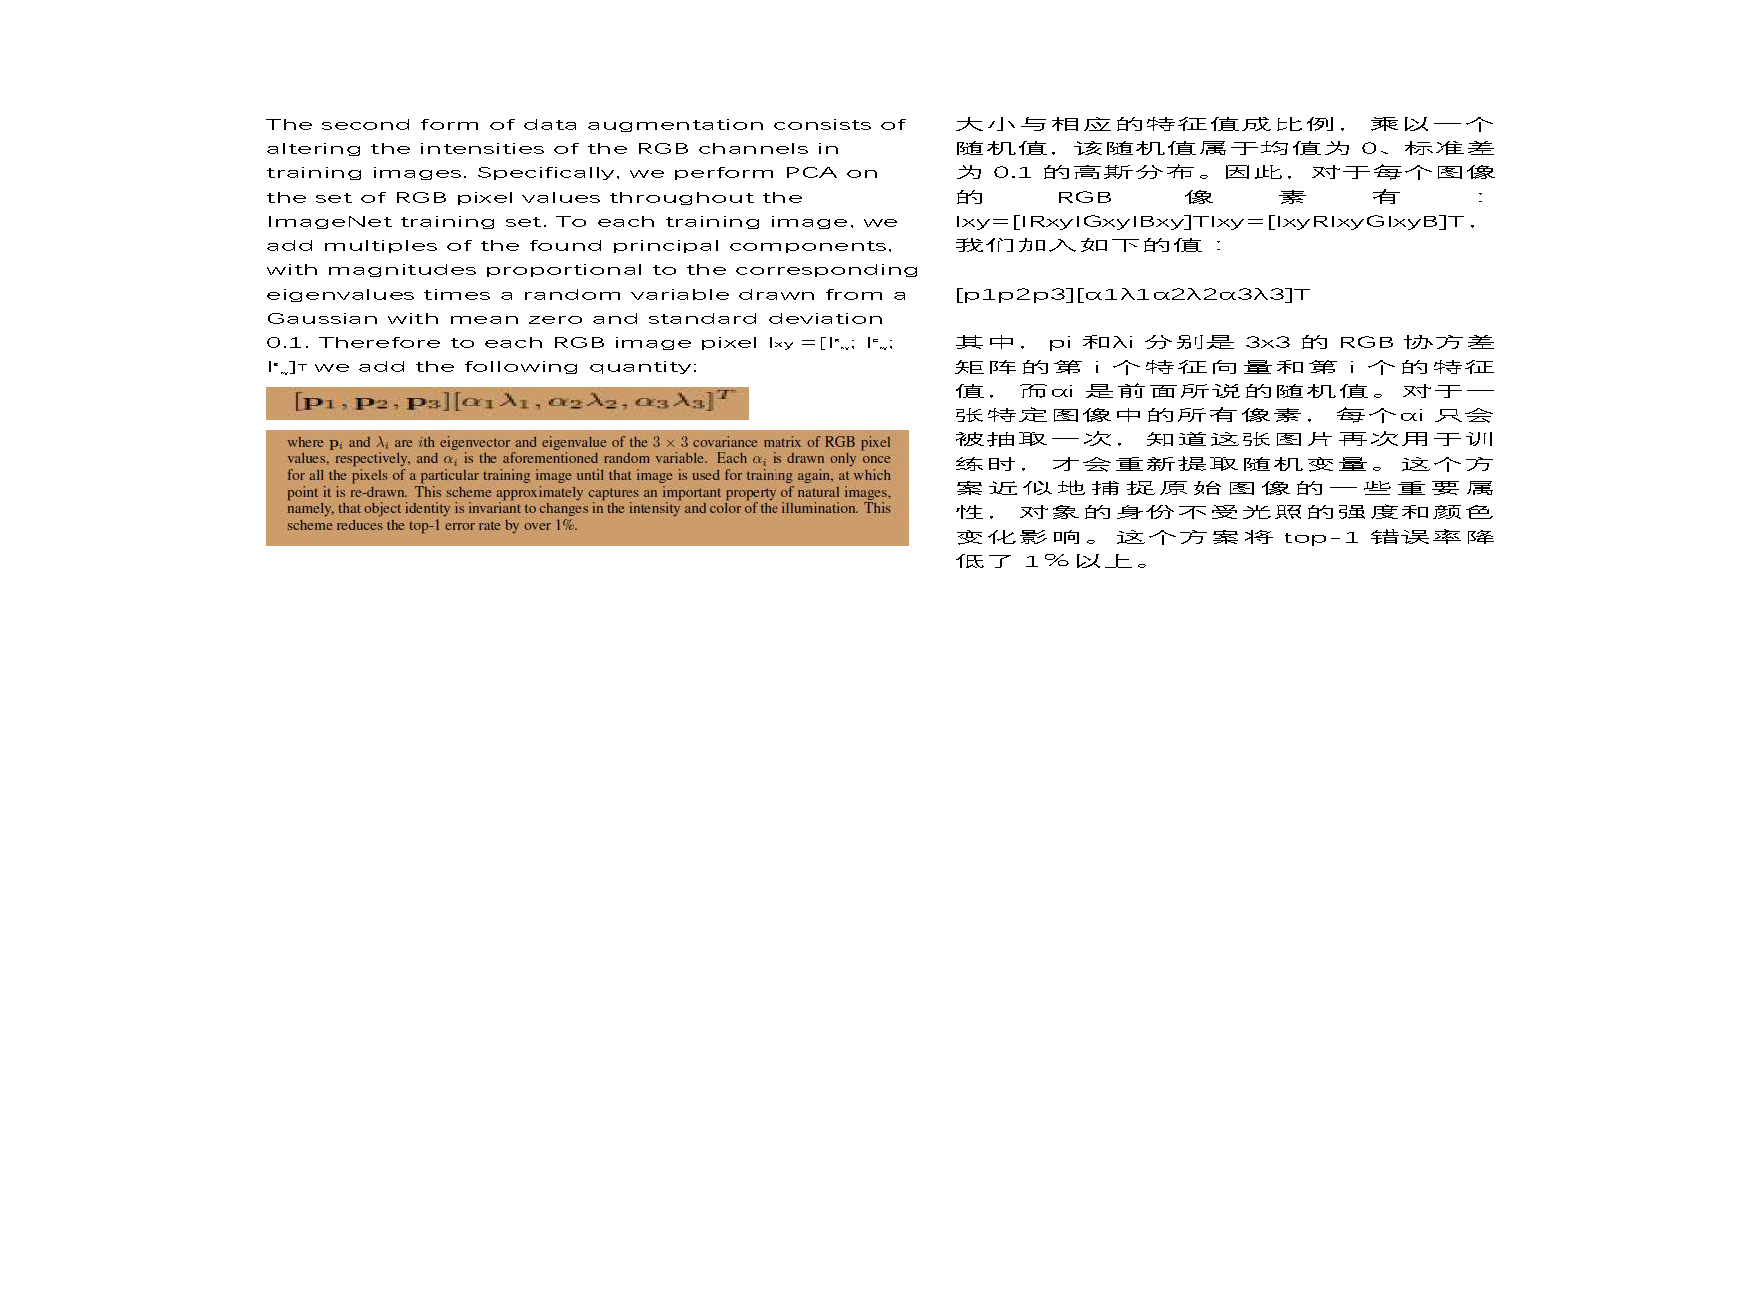 The second form of data augmentation consists of
altering the intensities of the RGB channels in
training images. Specifically, we perform PCA on
the set of RGB pixel values throughout the
ImageNet training set. To each training image, we
add multiples of the found principal components,
with magnitudes proportional to the corresponding
eigenvalues times a random variable drawn from a
Gaussian with mean zero and standard deviation
0.1. Therefore to each RGB image pixel Ixy =[I; I;
I]T we add the following quantity:
[p1, p2, p3][α1λ1, α2λ2, α3λ3]T
where pi and λi are ith eigenvector and eigenvalue of the 3 × 3 covariance matrix of RGB pixel
values, respectively, and αi is the aforementioned random variable. Each αi is drawn only once
for all the pixels of a particular training image until that image is used for training again, at which
point it is re-drawn. This scheme approximately captures an important property of natural images,
namely, that object identity is invariant to changes in the intensity and color of the illumination. This
scheme reduces the top-1 error rate by over 1%.
大小与相应的特征值成比例，乘以一个
随机值，该随机值属于均值为 0、标准差
为 0.1 的高斯分布。因此，对于每个图像
的 RGB 像素有：
Ixy=[IRxyIGxyIBxy]TIxy=[IxyRIxyGIxyB]T，
我们加入如下的值：
[p1p2p3][α1λ1α2λ2α3λ3]T
其中，pi 和λi 分别是 3x3 的 RGB 协方差
矩阵的第 i 个特征向量和第 i 个的特征
值，而αi 是前面所说的随机值。对于一
张特定图像中的所有像素，每个αi 只会
被抽取一次，知道这张图片再次用于训
练时，才会重新提取随机变量。这个方
案近似地捕捉原始图像的一些重要属
性，对象的身份不受光照的强度和颜色
变化影响。这个方案将 top-1 错误率降
低了 1%以上。